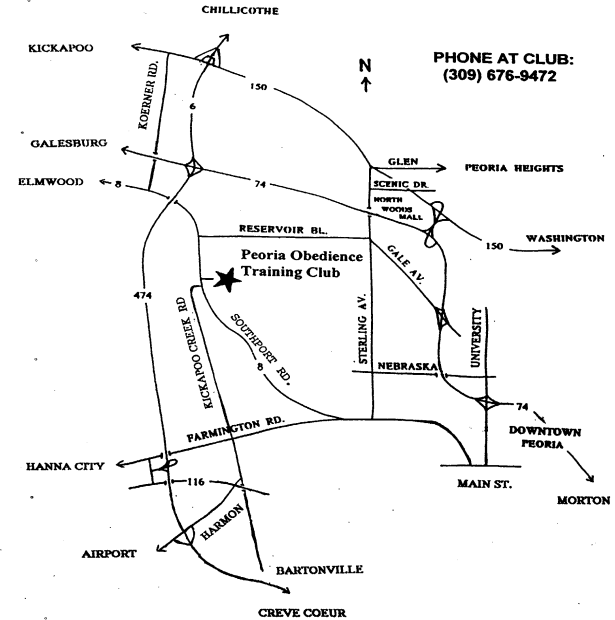 CHILLICOTHE
KICKAPOO
N
PHONE AT CLUB:
(309) 676-9472
KOERNER RD.
150
6
GALESBURG
GLEN
PEORIA HEIGHTS
ELMWOOD
8
74
SCENIC DR.
NORTH
WOODS
MALL
RESERVOIR BL.
150
WASHINGTON
Peoria Obedience
Training Club
GALE AV.
474
KICKAPOO CREEK RD
SOUTHPORT RD.
8
STERLING AV.
UNIVERSITY
NEBRASKA
74
FARMINGTON RD.
DOWNTOWN
PEORIA
HANNA CITY
116
MAIN ST.
MORTON
HARMON
AIRPORT
BARTONVILLE
CREVE COEUR